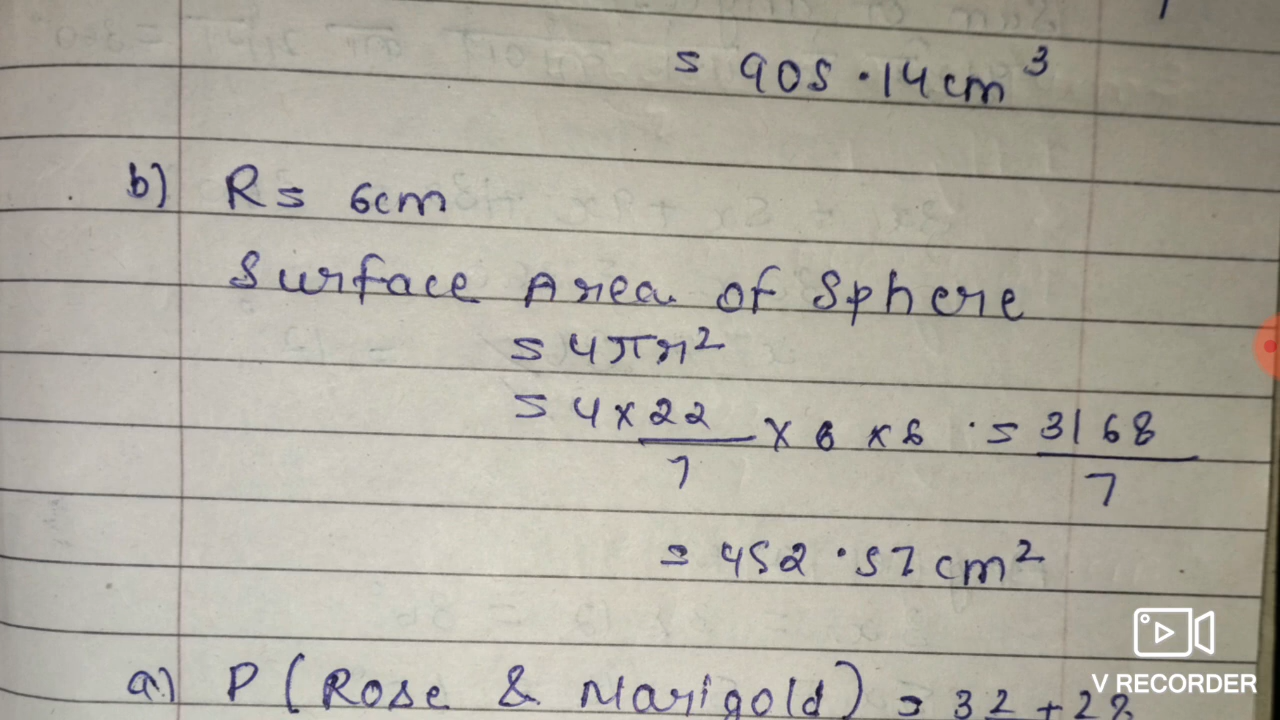 = 905.14 cm³
b) R = 6cm
Surface Area of Sphere
= 4πr²
= 4 × 22/7 × 6 × 6 . = 3168/7
= 452.57 cm²
a) P (Rose & Marigold) = 32 + 28
V RECORDER